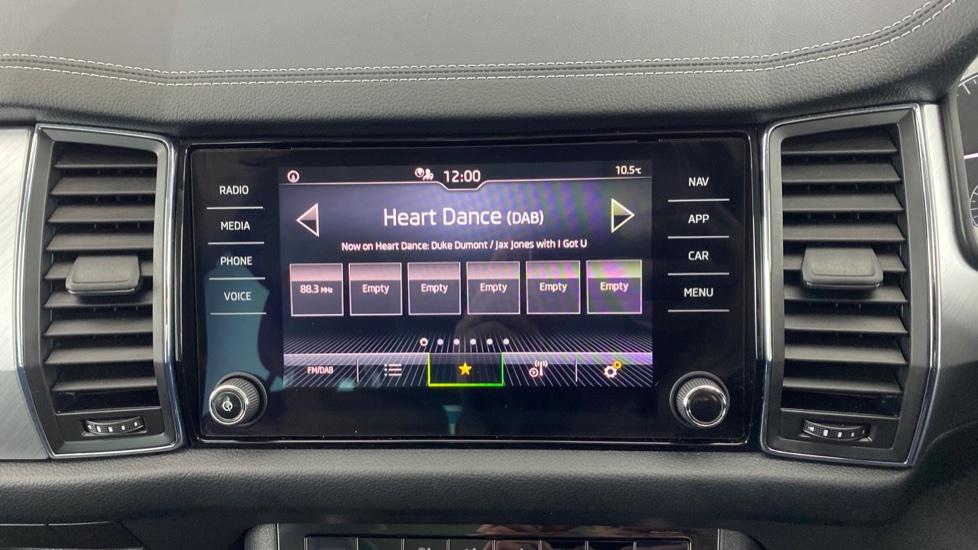 RADIO
MEDIA
PHONE
VOICE
12:00
10.5°C
Heart Dance (DAB)
Now on Heart Dance: Duke Dumont / Jax Jones with I Got U
88.3 MHz
Empty
Empty
Empty
Empty
Empty
FM/DAB
NAV
APP
CAR
MENU